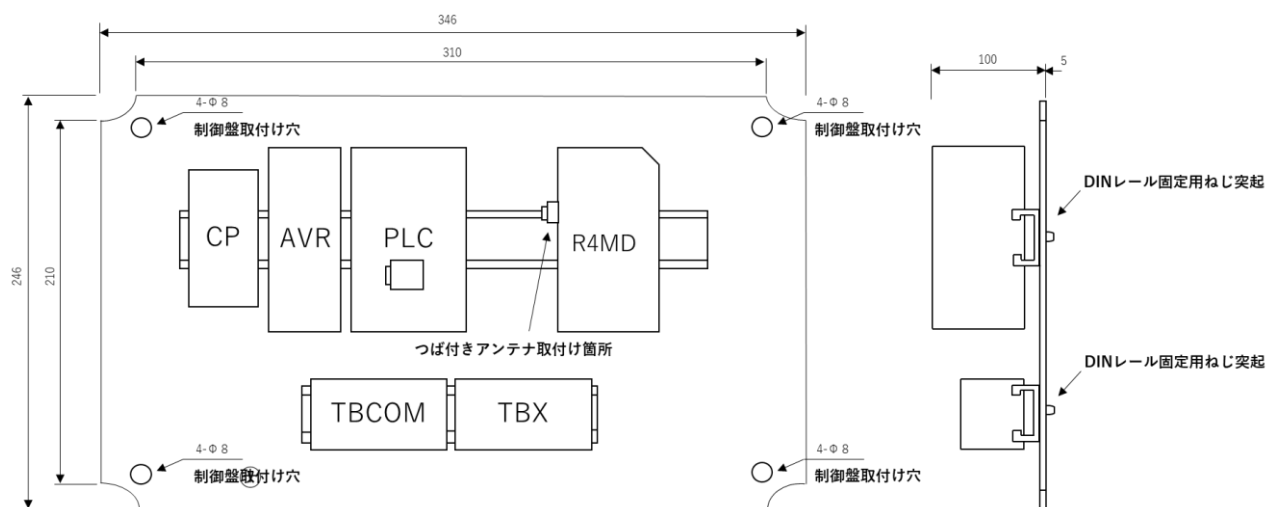 346
310
100
5
4-Φ 8
制御盤取付け穴
4-Φ 8
制御盤取付け穴
DINレール固定用ねじ突起
CP
AVR
PLC
R4MD
246
210
つば付きアンテナ取付け箇所
DINレール固定用ねじ突起
TBCOM
TBX
4-Φ 8
制御盤取付け穴
4-Φ 8
制御盤取付け穴